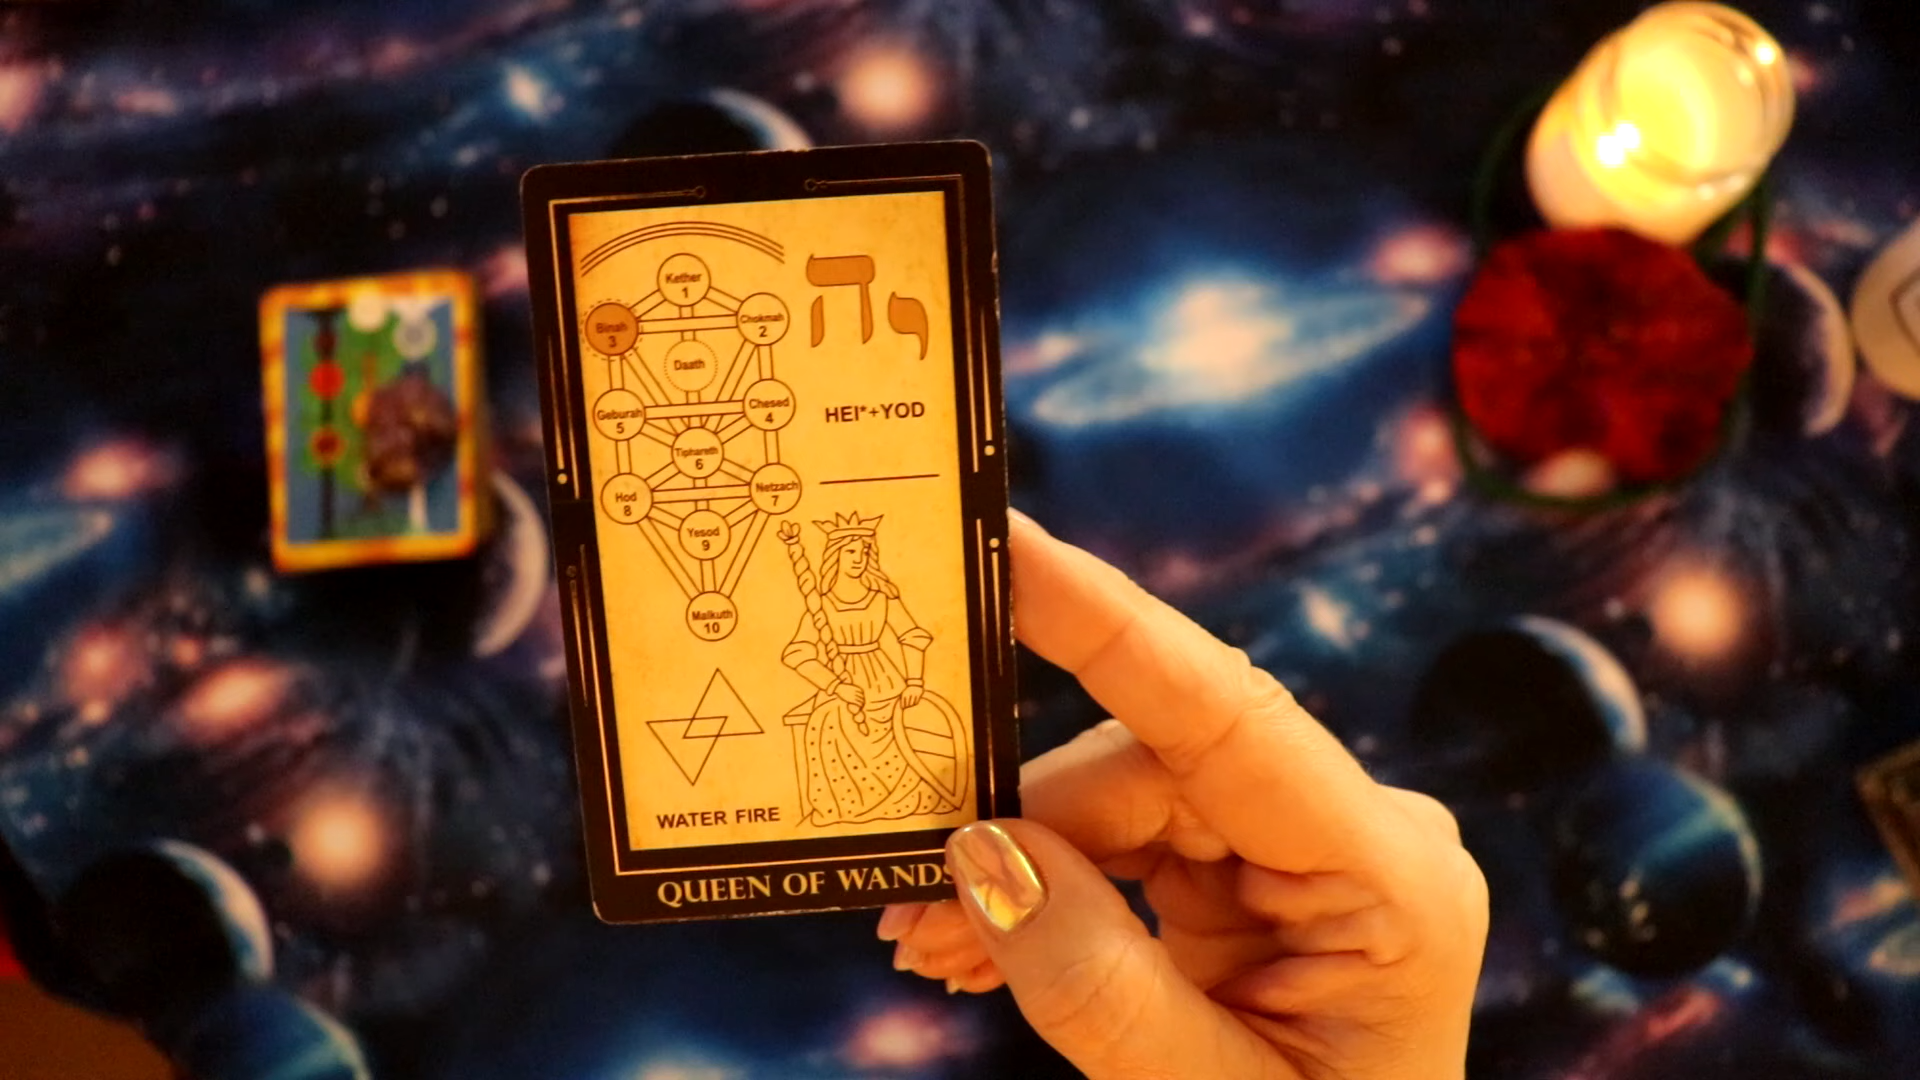 Kether
1
Binah
3
Chokmah
2
Daath
Geburah
5
Chesed
4
Tiphareth
6
Hod
8
Netzach
7
Yesod
9
Malkuth
10
ה י
HEI*+YOD
WATER FIRE
QUEEN OF WANDS